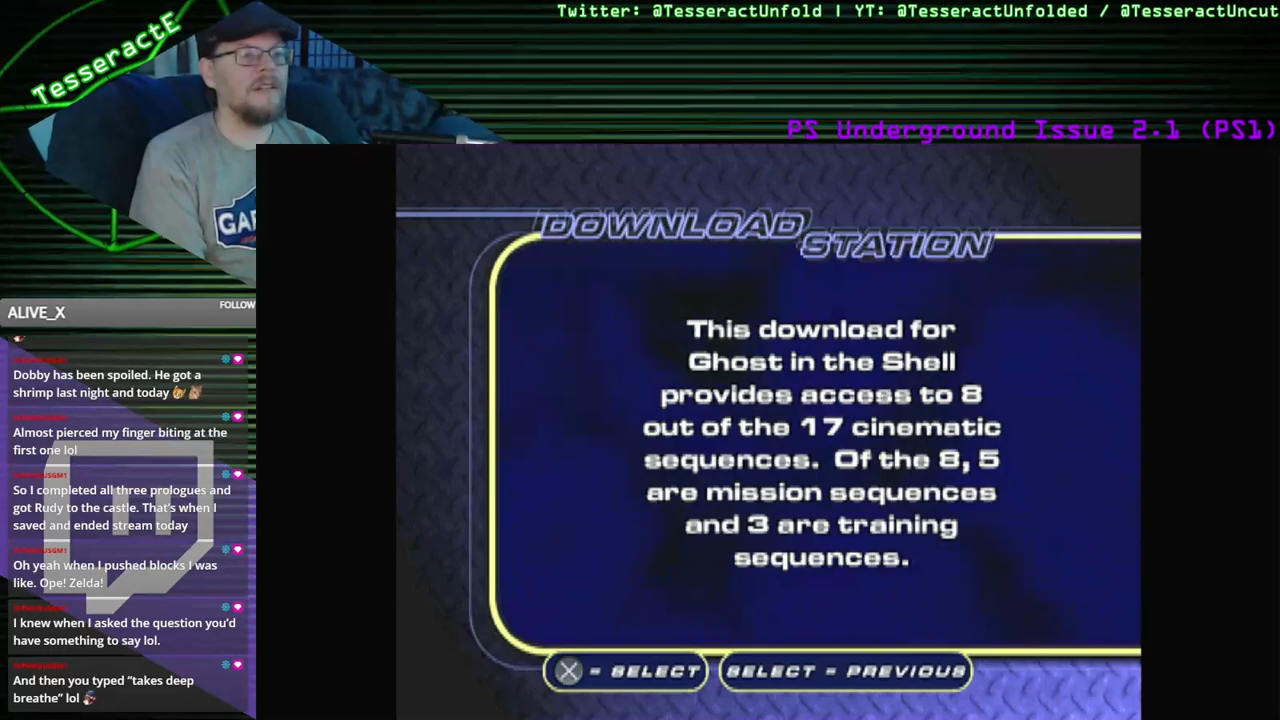 Twitter: @TesseractUnfold | YT: @TesseractUnfolded / @TesseractUncut
TesseractE
PS Underground Issue 2.1 (PS1)
DOWNLOAD
STATION
This download for
Ghost in the Shell
provides access to 8
out of the 17 cinematic
sequences. Of the 8, 5
are mission sequences
and 3 are training
sequences.
= SELECT
SELECT = PREVIOUS
ALIVE_X
FOLLOW
Dobby has been spoiled. He got a
shrimp last night and today
Almost pierced my finger biting at the
first one lol
So I completed all three prologues and
got Rudy to the castle. That's when I
saved and ended stream today
Oh yeah when I pushed blocks I was
like. Ope! Zelda!
I knew when I asked the question you'd
have something to say lol.
And then you typed “takes deep
breathe” lol